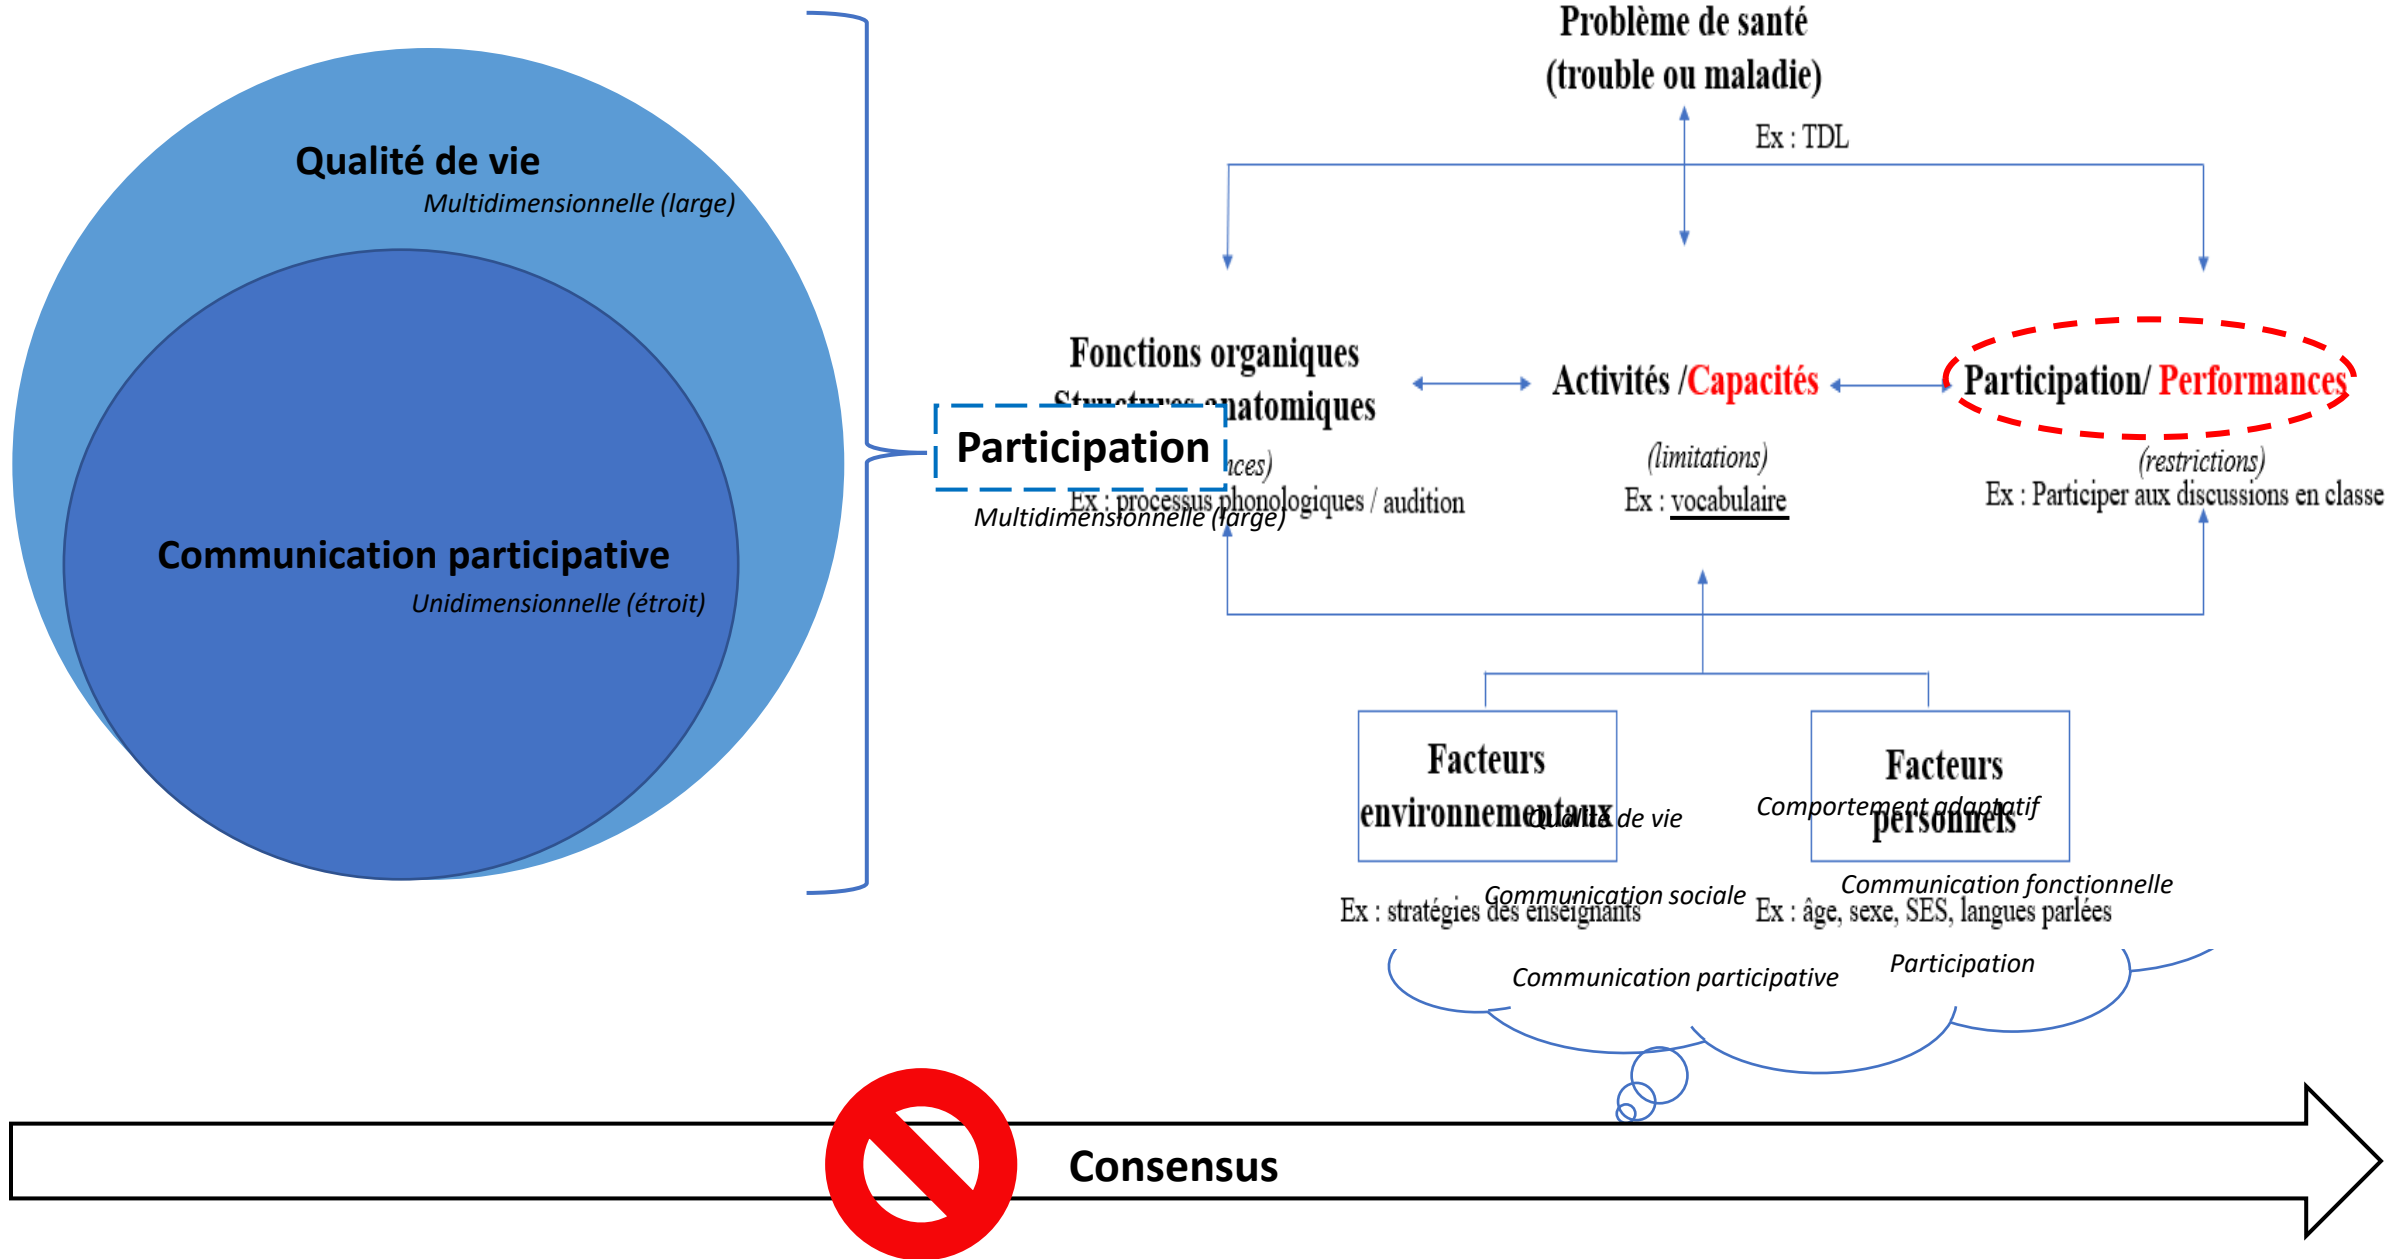 Problème de santé
(trouble ou maladie)
Ex : TDL
Qualité de vie
Multidimensionnelle (large)
Fonctions organiques
anatomiques
Activités /Capacités
Participation/ Performances
Participation
(limitations)
(restrictions)
Ex : processus phonologiques / audition
Ex : vocabulaire
Ex : Participer aux discussions en classe
Multidimensionnelle (large)
Communication participative
Unidimensionnelle (étroit)
Facteurs
environnementaux
Facteurs
personnels
Qualité de vie
Comportement adaptatif
Communication sociale
Communication fonctionnelle
Ex : stratégies des enseignants
Ex : âge, sexe, SES, langues parlées
Communication participative
Participation
Consensus